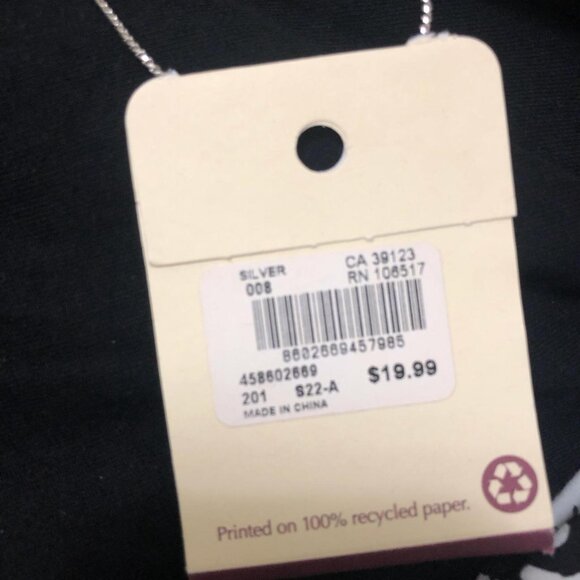 SILVER CA 39123
008 RN 106517
8602669457985
458602669
201 S22-A $19.99
MADE IN CHINA
Printed on 100% recycled paper.